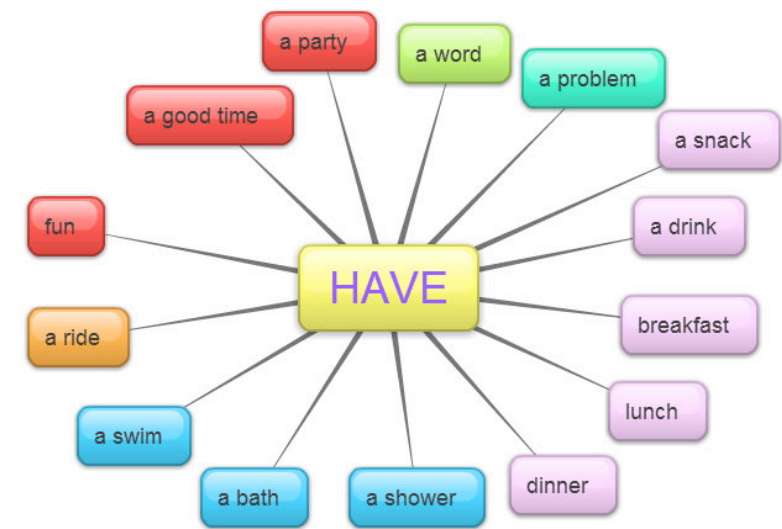 a party
a word
a problem
a good time
a snack
fun
a drink
HAVE
a ride
breakfast
a swim
lunch
a bath
a shower
dinner